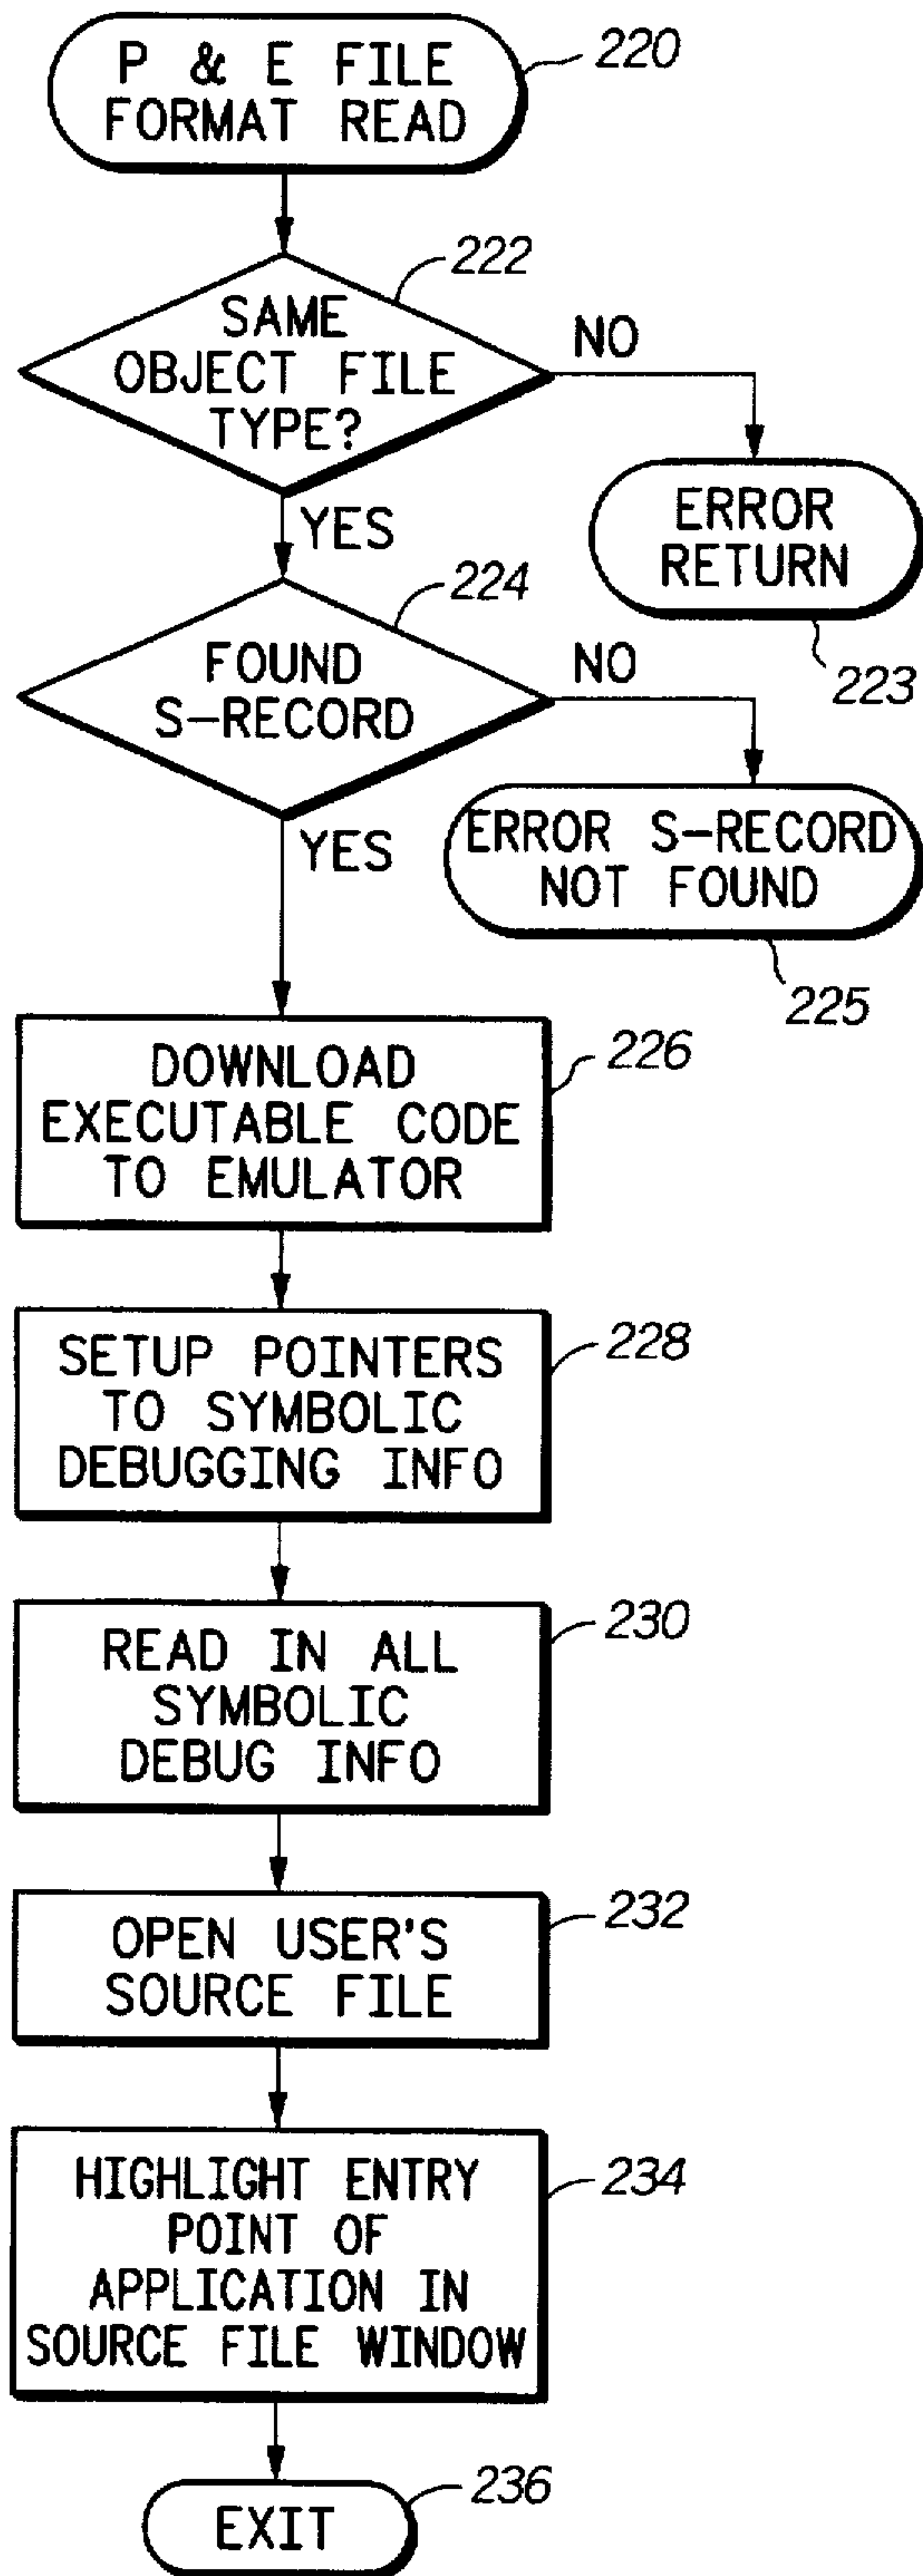 P & E FILE
FORMAT READ
220
SAME
OBJECT FILE
TYPE?
222
NO
ERROR
RETURN
223
YES
FOUND
S-RECORD
224
NO
ERROR S-RECORD
NOT FOUND
225
YES
DOWNLOAD
EXECUTABLE CODE
TO EMULATOR
226
SETUP POINTERS
TO SYMBOLIC
DEBUGGING INFO
228
READ IN ALL
SYMBOLIC
DEBUG INFO
230
OPEN USER'S
SOURCE FILE
232
HIGHLIGHT ENTRY
POINT OF
APPLICATION IN
SOURCE FILE WINDOW
234
EXIT
236